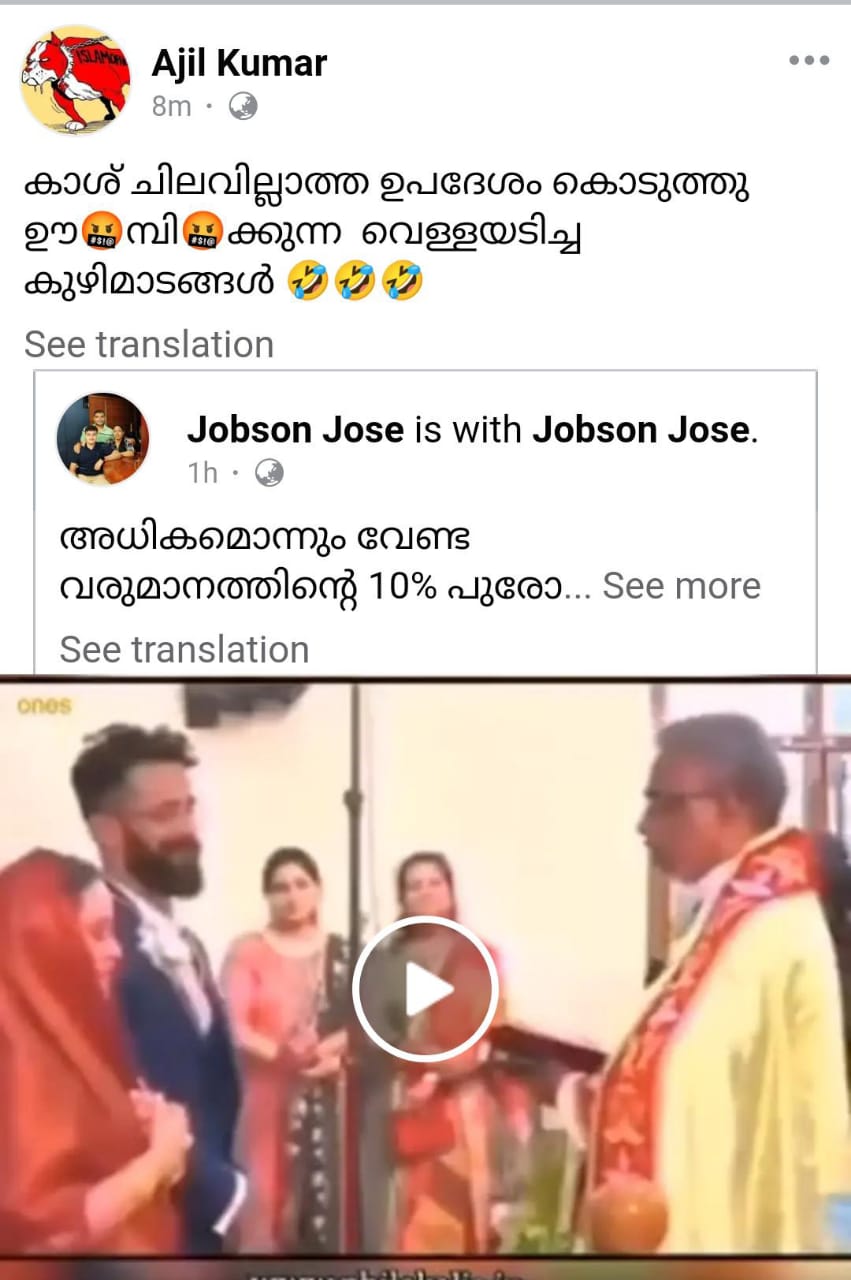 ISLAMOPH
Ajil Kumar
8m
കാശ് ചിലവില്ലാത്ത ഉപദേശം കൊടുത്തു
ഊ🤬മ്പി🤬ക്കുന്ന വെള്ളയടിച്ച
കുഴിമാടങ്ങൾ 🤣🤣🤣
See translation
Jobson Jose is with Jobson Jose.
1h
അധികമൊന്നും വേണ്ട
വരുമാനത്തിന്റെ 10% പുരോ... See more
See translation
ones